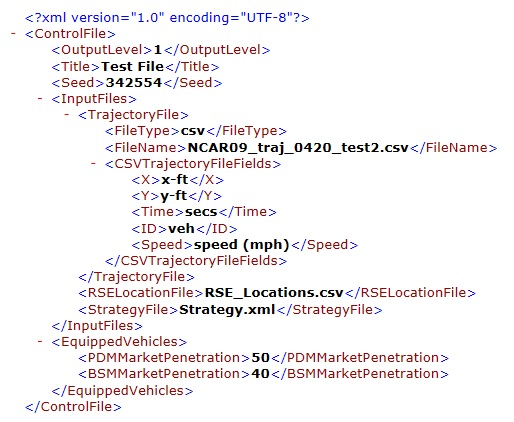 <?xml version="1.0" encoding="UTF-8"?>
- <ControlFile>
<OutputLevel>1</OutputLevel>
<Title>Test File</Title>
<Seed>342554</Seed>
- <InputFiles>
- <TrajectoryFile>
<FileType>csv</FileType>
<FileName>NCAR09_traj_0420_test2.csv</FileName>
- <CSVTrajectoryFileFields>
<X>x-ft</X>
<Y>y-ft</Y>
<Time>secs</Time>
<ID>veh</ID>
<Speed>speed (mph)</Speed>
</CSVTrajectoryFileFields>
</TrajectoryFile>
<RSELocationFile>RSE_Locations.csv</RSELocationFile>
<StrategyFile>Strategy.xml</StrategyFile>
</InputFiles>
- <EquippedVehicles>
<PDMMarketPenetration>50</PDMMarketPenetration>
<BSMMarketPenetration>40</BSMMarketPenetration>
</EquippedVehicles>
</ControlFile>